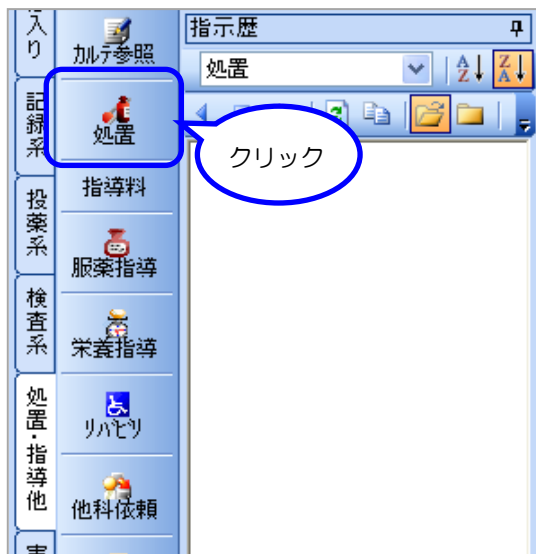 入り
記録系
投薬系
検査系
処置・指導他
カルテ参照
処置
指導料
服薬指導
栄養指導
リハビリ
他科依頼
指示歴
処置
クリック